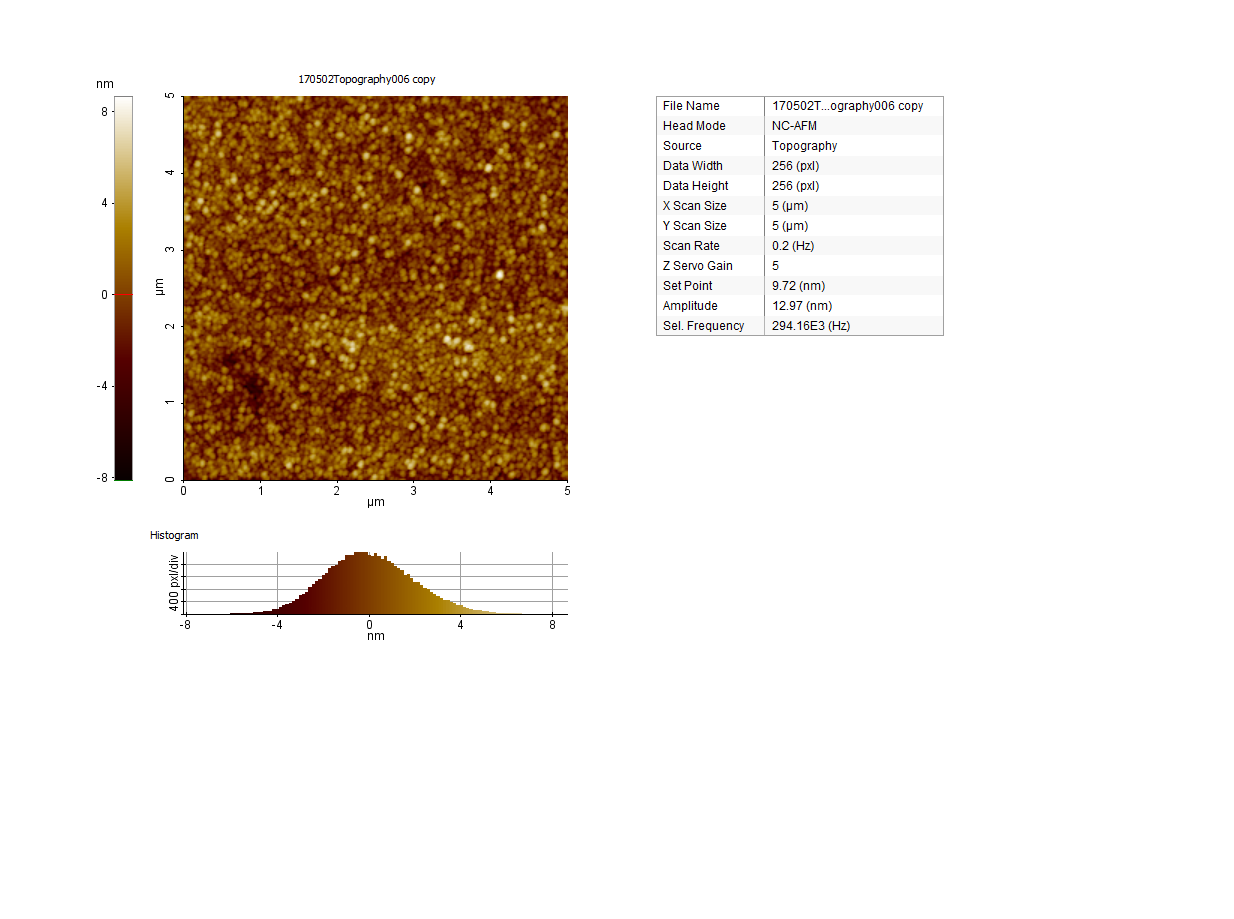 170502Topography006 copy
nm
8
4
0
-4
-8
5
4
3
2
1
0
µm
0 1 2 3 4 5
µm
File Name 170502T...ography006 copy
Head Mode NC-AFM
Source Topography
Data Width 256 (pxl)
Data Height 256 (pxl)
X Scan Size 5 (µm)
Y Scan Size 5 (µm)
Scan Rate 0.2 (Hz)
Z Servo Gain 5
Set Point 9.72 (nm)
Amplitude 12.97 (nm)
Sel. Frequency 294.16E3 (Hz)
Histogram
400 pxl/div
-8 -4 0 4 8
nm